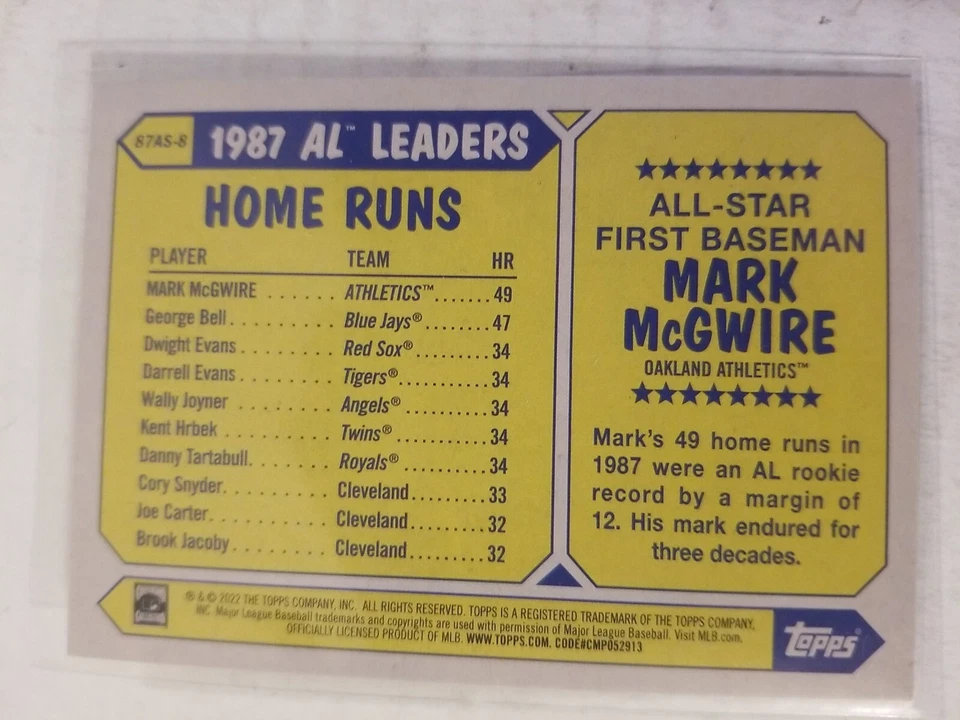 87AS-8 1987 AL™ LEADERS
HOME RUNS
PLAYER TEAM HR
MARK McGWIRE ...... ATHLETICS™.......49
George Bell.......... Blue Jays®........47
Dwight Evans ........ Red Sox®.........34
Darrell Evans ........ Tigers®...........34
Wally Joyner ........ Angels®..........34
Kent Hrbek ......... Twins®...........34
Danny Tartabull....... Royals®..........34
Cory Snyder.......... Cleveland.........33
Joe Carter........... Cleveland.........32
Brook Jacoby........ Cleveland.........32
ALL-STAR
FIRST BASEMAN
MARK
McGWIRE
OAKLAND ATHLETICS™
Mark's 49 home runs in
1987 were an AL rookie
record by a margin of
12. His mark endured for
three decades.
® & © 2022 THE TOPPS COMPANY, INC. ALL RIGHTS RESERVED. TOPPS IS A REGISTERED TRADEMARK OF THE TOPPS COMPANY,
INC. Major League Baseball trademarks and copyrights are used with permission of Major League Baseball. Visit MLB.com.
OFFICIALLY LICENSED PRODUCT OF MLB. WWW.TOPPS.COM. CODE#CMP052913
Topps®